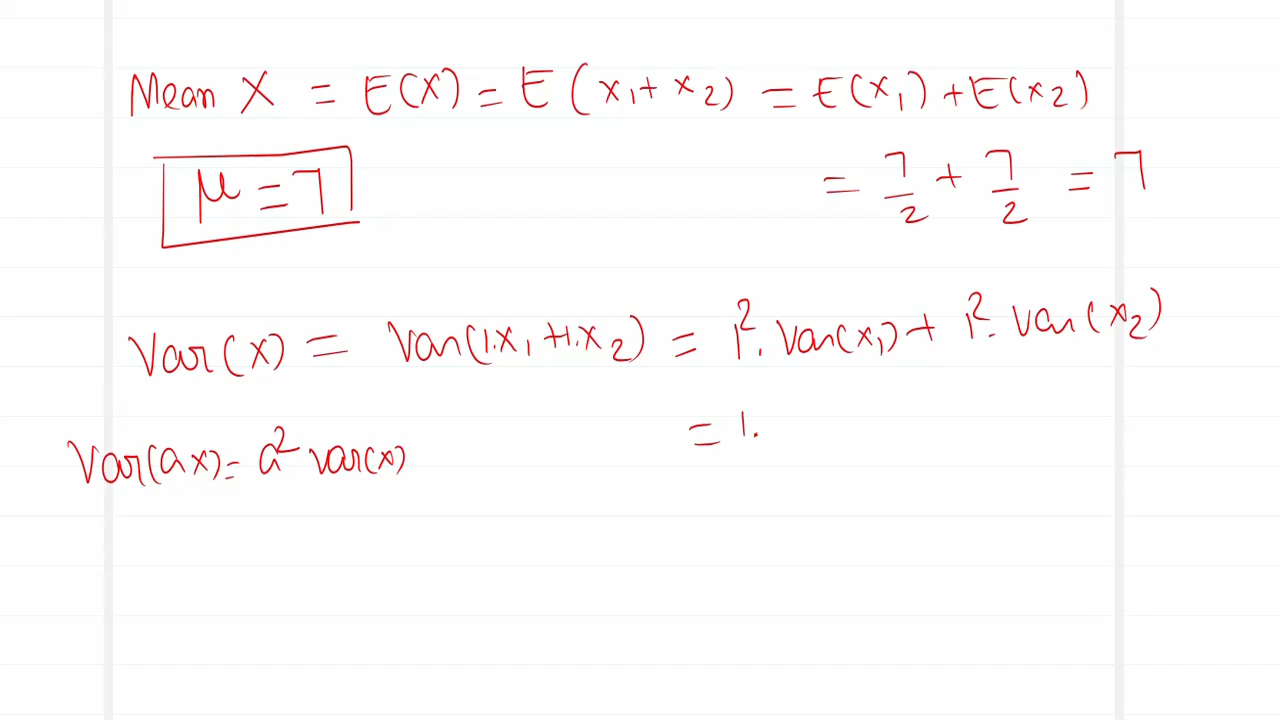 Mean X = E(X) = E(x₁+x₂) = E(x₁)+E(x₂)
μ = 7 = 7/2 + 7/2 = 7
Var(x) = Var(1.x₁+1.x₂) = 1². Var(x₁)+1². Var(x₂)
= 1.
Var(ax)= a² var(x)